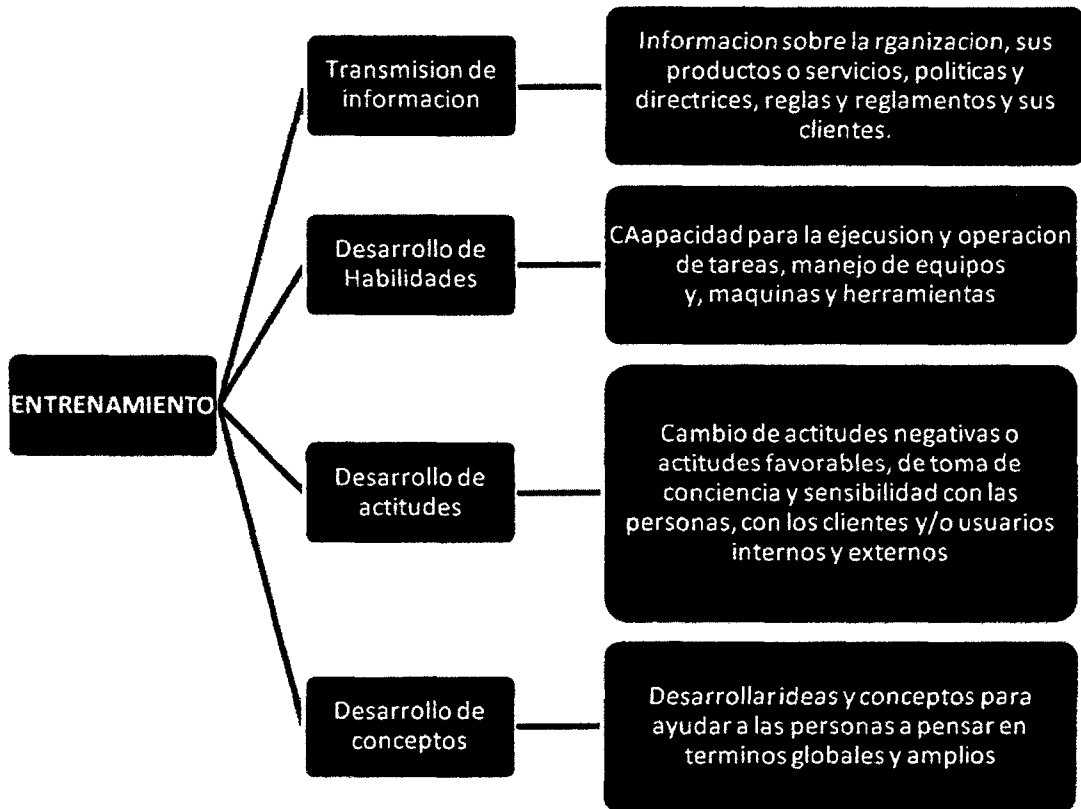 Transmision de
informacion
Informacion sobre la rganizacion, sus
productos o servicios, politicas y
directrices, reglas y reglamentos y sus
clientes.
Desarrollo de
Habilidades
CAapacidad para la ejecusion y operacion
de tareas, manejo de equipos
y, maquinas y herramientas
ENTRENAMIENTO
Desarrollo de
actitudes
Cambio de actitudes negativas o
actitudes favorables, de toma de
conciencia y sensibilidad con las
personas, con los clientes y/o usuarios
internos y externos
Desarrollo de
conceptos
Desarrollar ideas y conceptos para
ayudar a las personas a pensar en
terminos globales y amplios